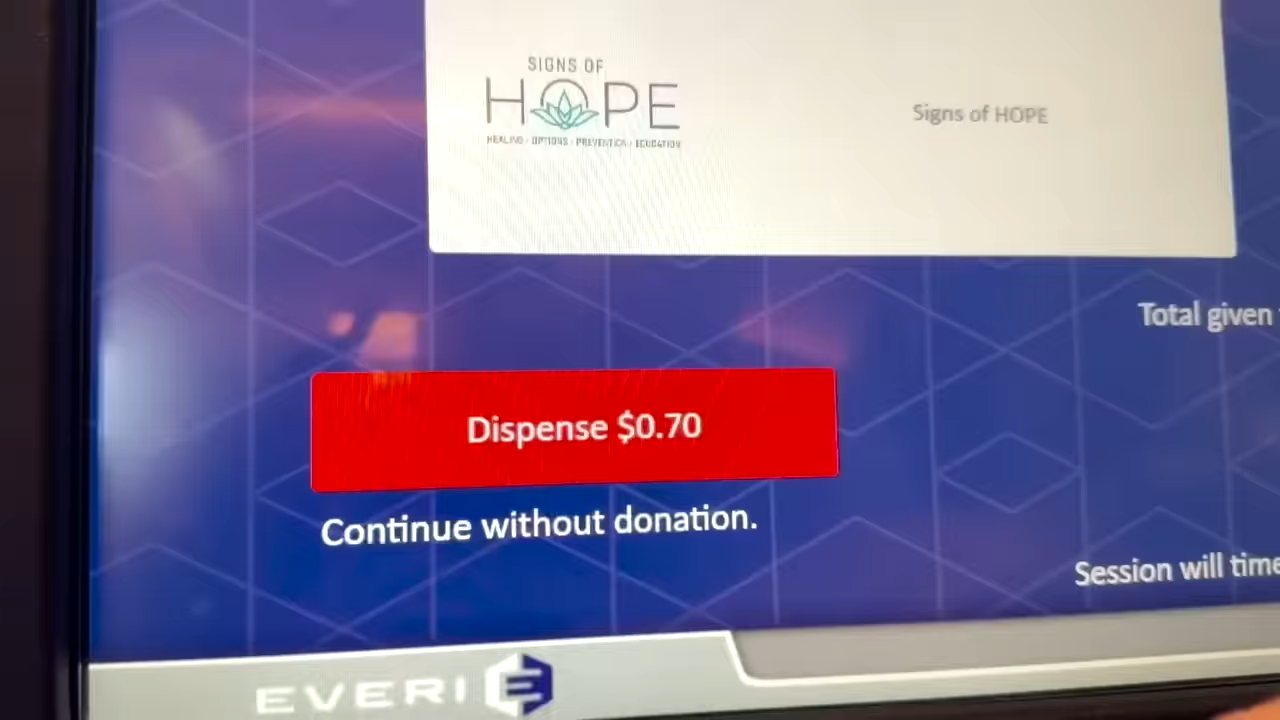 SIGNS OF
HOPE
HEALING | OPTIONS | PREVENTION | EDUCATION
Signs of HOPE
Total given
Dispense $0.70
Continue without donation.
Session will time
EVERI